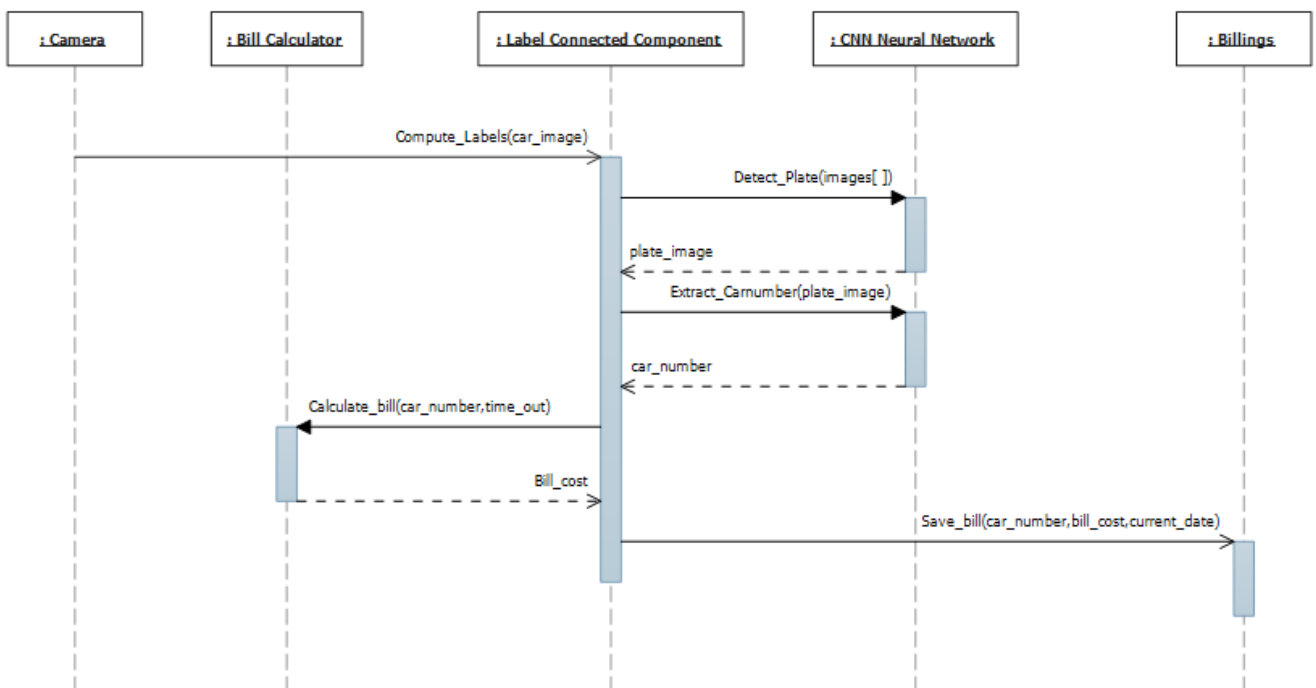 : Camera
: Bill Calculator
: Label Connected Component
: CNN Neural Network
: Billings
Compute_Labels(car_image)
Detect_Plate(images[ ])
plate_image
Extract_Carnumber(plate_image)
car_number
Calculate_bill(car_number,time_out)
Bill_cost
Save_bill(car_number,bill_cost,current_date)